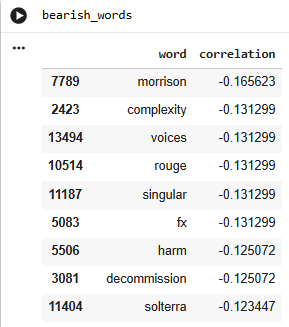 bearish_words
word correlation
7789 morrison -0.165623
2423 complexity -0.131299
13494 voices -0.131299
10514 rouge -0.131299
11187 singular -0.131299
5083 fx -0.131299
5506 harm -0.125072
3081 decommission -0.125072
11404 solterra -0.123447